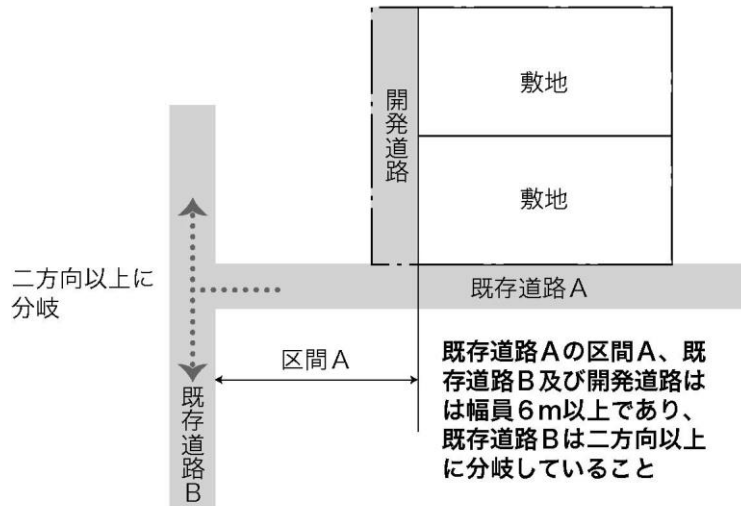 敷地
開発道路
敷地
二方向以上に
分岐
既存道路A
区間A
既存道路B
既存道路Aの区間A、既
存道路B及び開発道路は
は幅員6m以上であり、
既存道路Bは二方向以上
に分岐していること